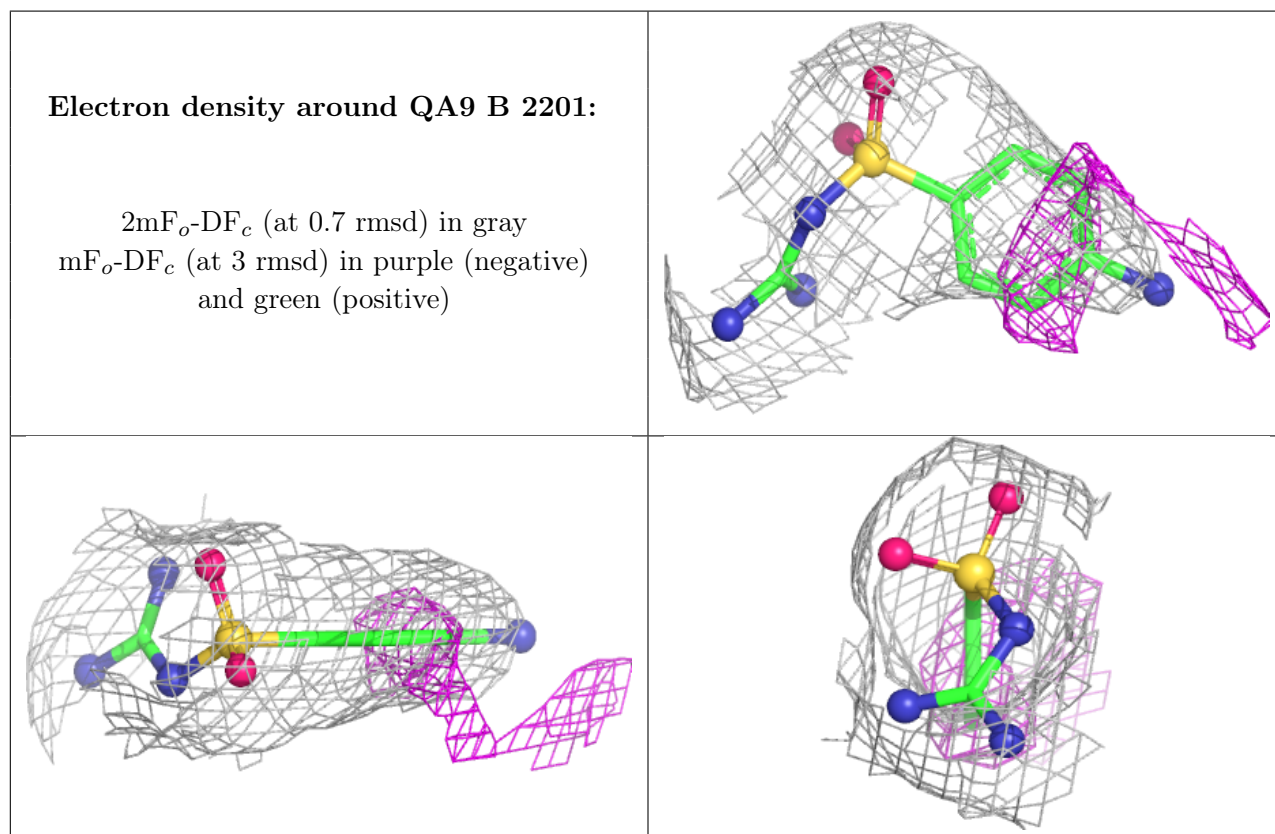 Electron density around QA9 B 2201:
2mFo-DFc (at 0.7 rmsd) in gray
mFo-DFc (at 3 rmsd) in purple (negative)
and green (positive)